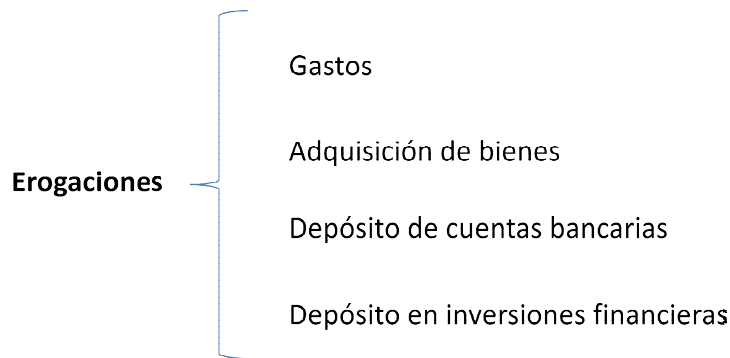 Gastos
Adquisición de bienes
Erogaciones
Depósito de cuentas bancarias
Depósito en inversiones financieras